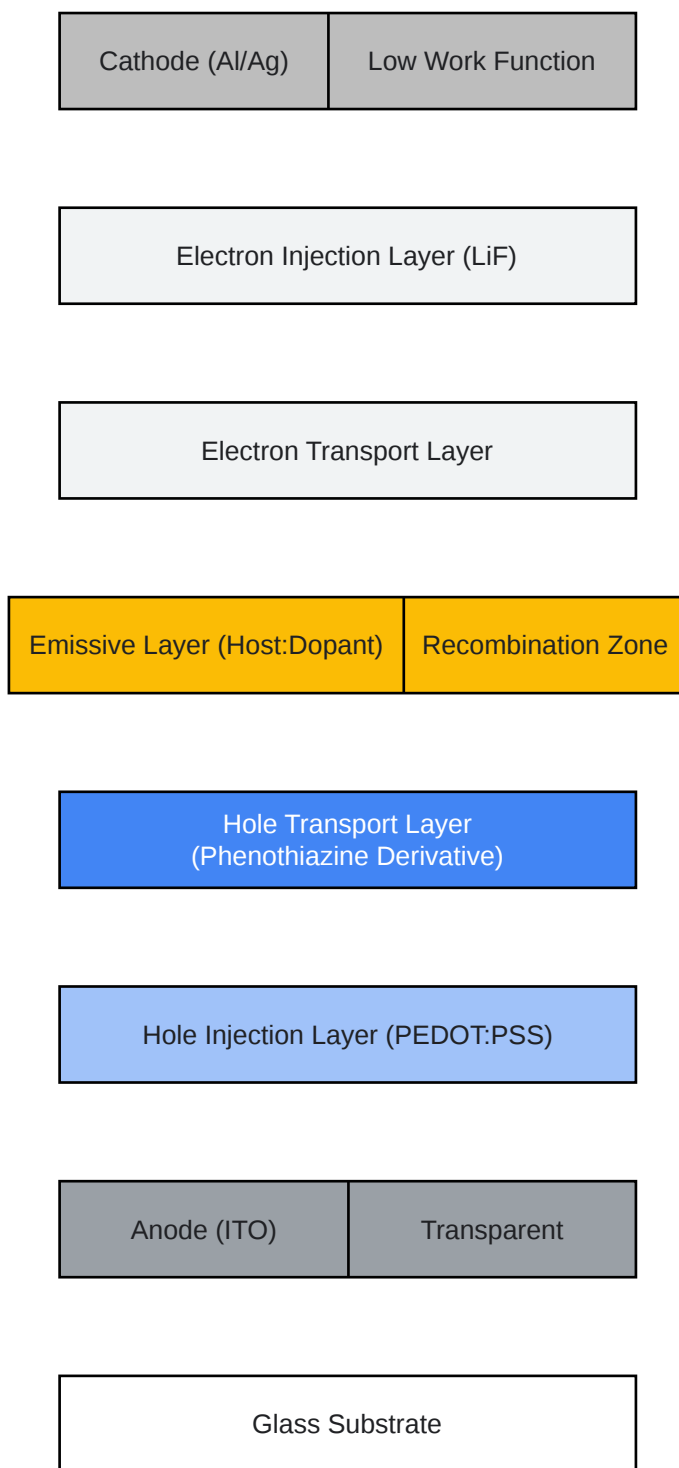 Cathode (Al/Ag)
Low Work Function
Electron Injection Layer (LiF)
Electron Transport Layer
Emissive Layer (Host:Dopant)
Recombination Zone
Hole Transport Layer
(Phenothiazine Derivative)
Hole Injection Layer (PEDOT:PSS)
Anode (ITO)
Transparent
Glass Substrate